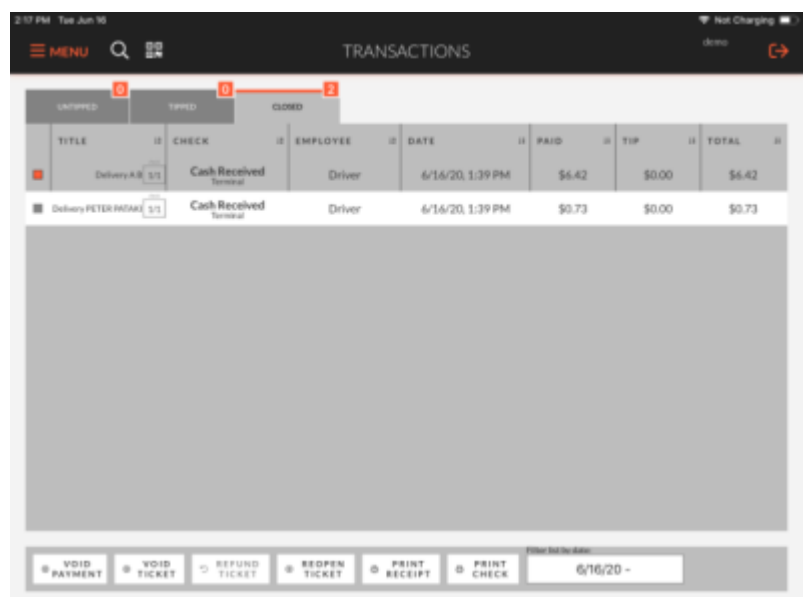 2:17 PM Tue Jun 16
Not Charging
MENU
TRANSACTIONS
demo
0
0
2
UNTIPPED
TIPPED
CLOSED
TITLE
CHECK
EMPLOYEE
DATE
PAID
TIP
TOTAL
Delivery A B 1/1
Cash Received
Terminal
Driver
6/16/20, 1:39 PM
$6.42
$0.00
$6.42
Delivery PETER PATAKI 1/1
Cash Received
Terminal
Driver
6/16/20, 1:39 PM
$0.73
$0.00
$0.73
VOID
PAYMENT
VOID
TICKET
REFUND
TICKET
REOPEN
TICKET
PRINT
RECEIPT
PRINT
CHECK
Filter list by date:
6/16/20 -